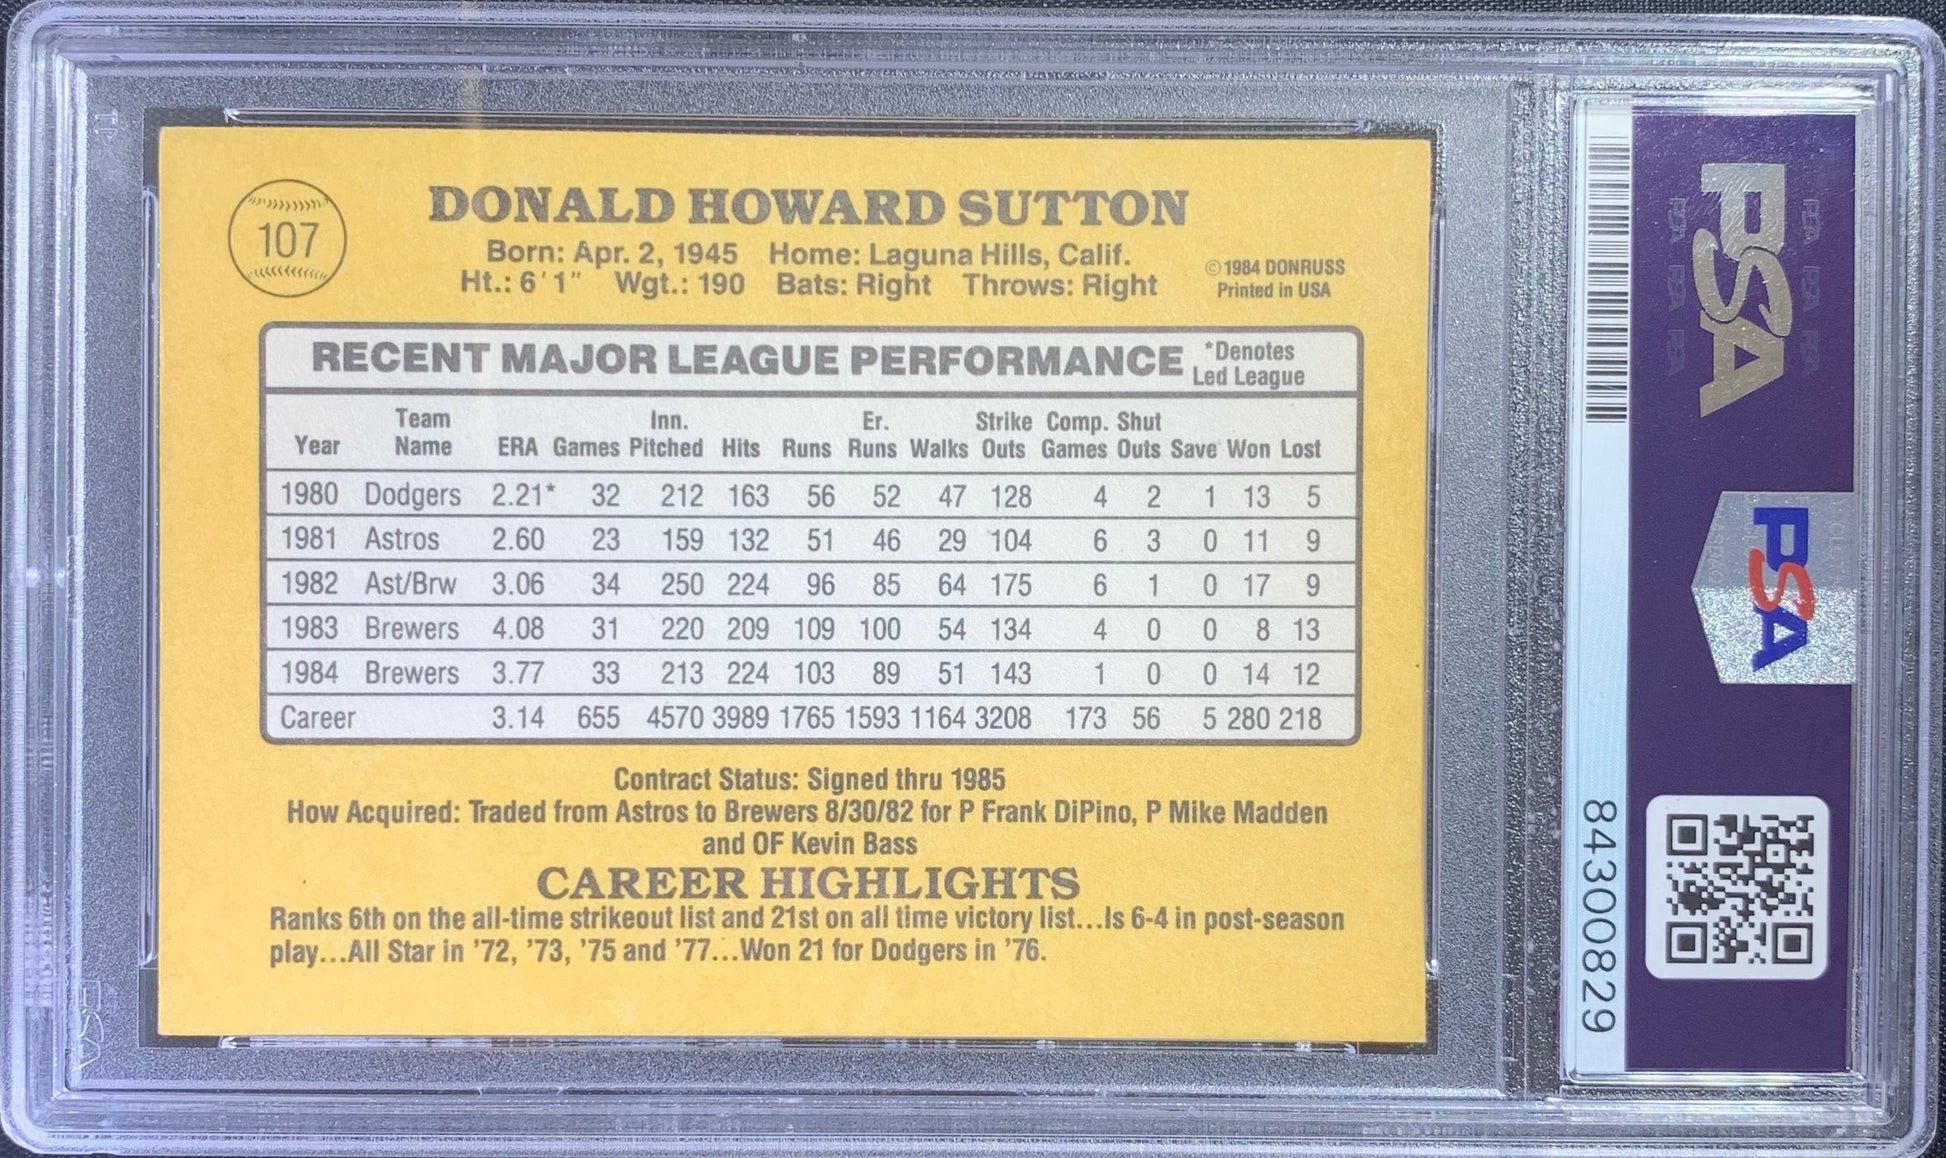 107
DONALD HOWARD SUTTON
Born: Apr. 2, 1945 Home: Laguna Hills, Calif.
Ht.: 6' 1" Wgt.: 190 Bats: Right Throws: Right
©1984 DONRUSS
Printed in USA
RECENT MAJOR LEAGUE PERFORMANCE
*Denotes
Led League
Year Team Name ERA Games Inn. Pitched Hits Runs Er. Runs Walks Strike Outs Comp. Games Shut Outs Save Won Lost
1980 Dodgers 2.21* 32 212 163 56 52 47 128 4 2 1 13 5
1981 Astros 2.60 23 159 132 51 46 29 104 6 3 0 11 9
1982 Ast/Brw 3.06 34 250 224 96 85 64 175 6 1 0 17 9
1983 Brewers 4.08 31 220 209 109 100 54 134 4 0 0 8 13
1984 Brewers 3.77 33 213 224 103 89 51 143 1 0 0 14 12
Career 3.14 655 4570 3989 1765 1593 1164 3208 173 56 5 280 218
Contract Status: Signed thru 1985
How Acquired: Traded from Astros to Brewers 8/30/82 for P Frank DiPino, P Mike Madden
and OF Kevin Bass
CAREER HIGHLIGHTS
Ranks 6th on the all-time strikeout list and 21st on all time victory list...Is 6-4 in post-season
play...All Star in '72, '73, '75 and '77...Won 21 for Dodgers in '76.
PSA
PSA
84300829
PSA